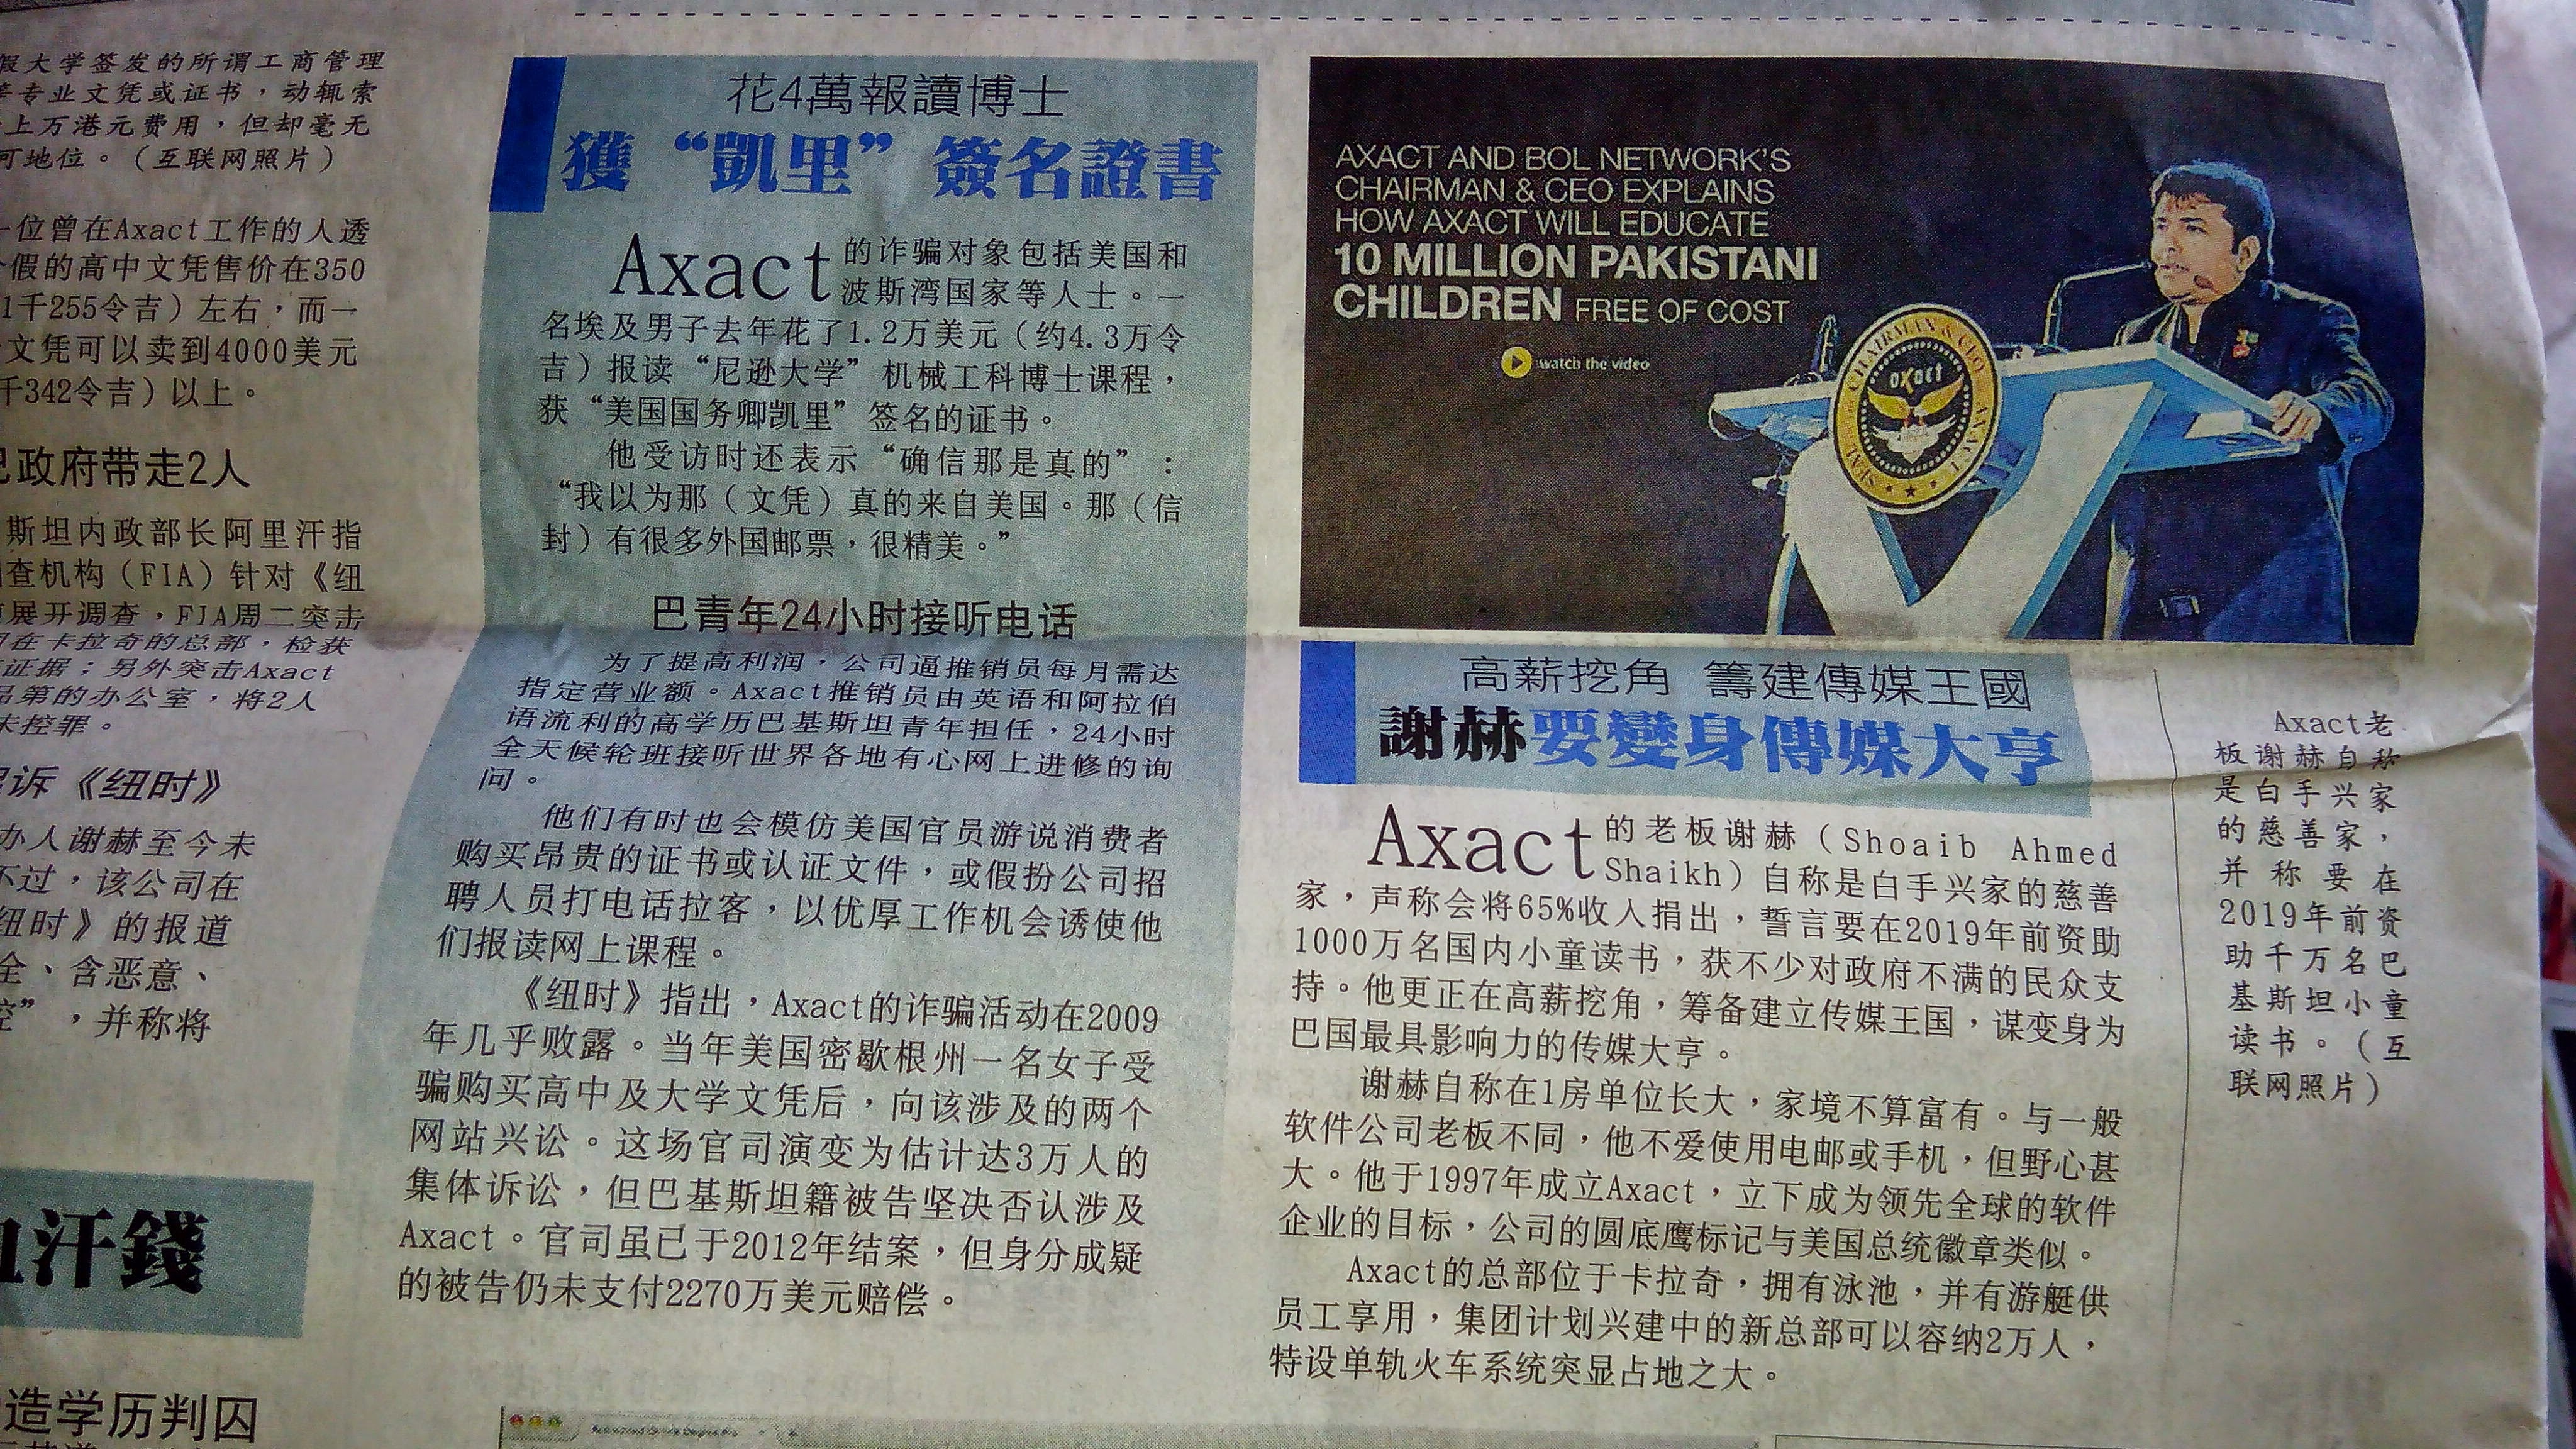 假大学签发的所谓工商管理
专业文凭或证书，动辄索
上万港元费用，但却毫无
可地位。（互联网照片）
一位曾在Axact工作的人透
假的高中文凭售价在350
1千255令吉）左右，而一
文凭可以卖到4000美元
千342令吉）以上。
巴政府带走2人
斯坦内政部长阿里汗指
查机构（FIA）针对《纽
展开调查，FIA周二突击
司在卡拉奇的总部，检获
证据；另外突击Axact
第的办公室，将2人
未控罪。
诉《纽时》
办人谢赫至今未
不过，该公司在
纽时》的报道
全、含恶意、
”，并称将
汗錢
造学历判囚
花4萬報讀博士
獲“凱里”簽名證書
Axact的诈骗对象包括美国和
波斯湾国家等人士。一
名埃及男子去年花了1.2万美元（约4.3万令
吉）报读“尼逊大学”机械工科博士课程，
获“美国国务卿凯里”签名的证书。
他受访时还表示“确信那是真的”：
“我以为那（文凭）真的来自美国。那（信
封）有很多外国邮票，很精美。”
巴青年24小时接听电话
为了提高利润，公司逼推销员每月需达
指定营业额。Axact推销员由英语和阿拉伯
语流利的高学历巴基斯坦青年担任，24小时
全天候轮班接听世界各地有心网上进修的询
问。
他们有时也会模仿美国官员游说消费者
购买昂贵的证书或认证文件，或假扮公司招
聘人员打电话拉客，以优厚工作机会诱使他
们报读网上课程。
《纽时》指出，Axact的诈骗活动在2009
年几乎败露。当年美国密歇根州一名女子受
骗购买高中及大学文凭后，向该涉及的两个
网站兴讼。这场官司演变为估计达3万人的
集体诉讼，但巴基斯坦籍被告坚决否认涉及
Axact。官司虽已于2012年结案，但身分成疑
的被告仍未支付2270万美元赔偿。
AXACT AND BOL NETWORK'S
CHAIRMAN & CEO EXPLAINS
HOW AXACT WILL EDUCATE
10 MILLION PAKISTANI
CHILDREN FREE OF COST
watch the video
SEAL OF CHAIRMAN & CEO AXACT
axact
高薪挖角 籌建傳媒王國
謝赫要變身傳媒大亨
Axact的老板谢赫（Shoaib Ahmed
Shaikh）自称是白手兴家的慈善
家，声称会将65%收入捐出，誓言要在2019年前资助
1000万名国内小童读书，获不少对政府不满的民众支
持。他更正在高薪挖角，筹备建立传媒王国，谋变身为
巴国最具影响力的传媒大亨。
谢赫自称在1房单位长大，家境不算富有。与一般
软件公司老板不同，他不爱使用电邮或手机，但野心甚
大。他于1997年成立Axact，立下成为领先全球的软件
企业的目标，公司的圆底鹰标记与美国总统徽章类似。
Axact的总部位于卡拉奇，拥有泳池，并有游艇供
员工享用，集团计划兴建中的新总部可以容纳2万人，
特设单轨火车系统突显占地之大。
Axact老
板谢赫自称
是白手兴家
的慈善家，
并称要在
2019年前资
助千万名巴
基斯坦小童
读书。（互
联网照片）